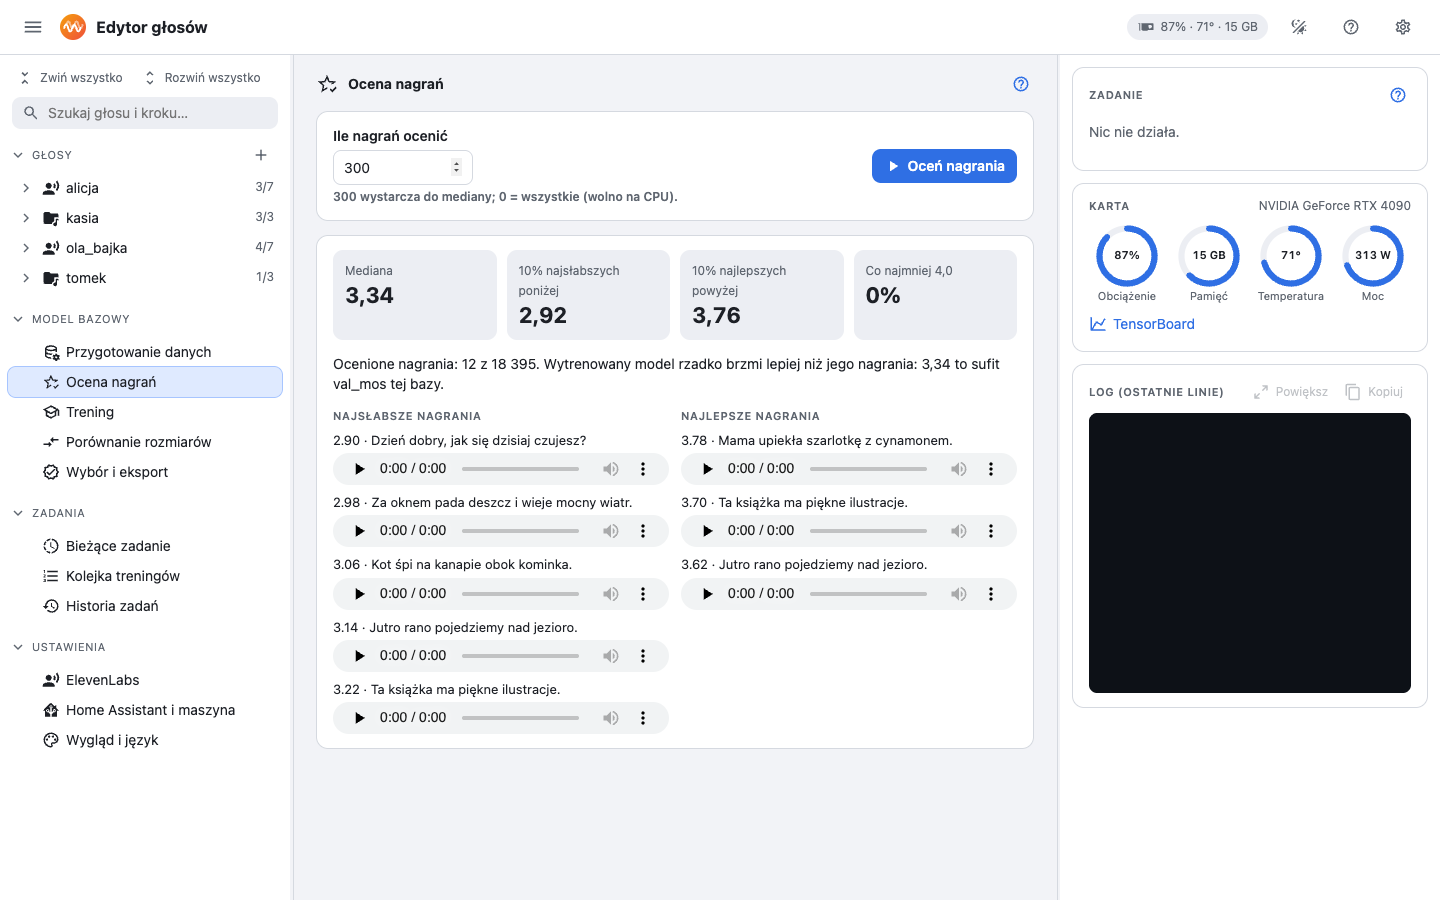 Edytor głosów
87% · 71° · 15 GB
Zwiń wszystko
Rozwiń wszystko
Szukaj głosu i kroku...
GŁOSY
alicja
3/7
kasia
3/3
ola_bajka
4/7
tomek
1/3
MODEL BAZOWY
Przygotowanie danych
Ocena nagrań
Trening
Porównanie rozmiarów
Wybór i eksport
ZADANIA
Bieżące zadanie
Kolejka treningów
Historia zadań
USTAWIENIA
ElevenLabs
Home Assistant i maszyna
Wygląd i język
Ocena nagrań
Ile nagrań ocenić
300
Oceń nagrania
300 wystarcza do mediany; 0 = wszystkie (wolno na CPU).
Mediana
3,34
10% najsłabszych
poniżej
2,92
10% najlepszych
powyżej
3,76
Co najmniej 4,0
0%
Ocenione nagrania: 12 z 18 395. Wytrenowany model rzadko brzmi lepiej niż jego nagrania: 3,34 to sufit
val_mos tej bazy.
NAJSŁABSZE NAGRANIA
2.90 · Dzień dobry, jak się dzisiaj czujesz?
0:00 / 0:00
2.98 · Za oknem pada deszcz i wieje mocny wiatr.
0:00 / 0:00
3.06 · Kot śpi na kanapie obok kominka.
0:00 / 0:00
3.14 · Jutro rano pojedziemy nad jezioro.
0:00 / 0:00
3.22 · Ta książka ma piękne ilustracje.
0:00 / 0:00
NAJLEPSZE NAGRANIA
3.78 · Mama upiekła szarlotkę z cynamonem.
0:00 / 0:00
3.70 · Ta książka ma piękne ilustracje.
0:00 / 0:00
3.62 · Jutro rano pojedziemy nad jezioro.
0:00 / 0:00
ZADANIE
Nic nie działa.
KARTA
NVIDIA GeForce RTX 4090
87%
Obciążenie
15 GB
Pamięć
71°
Temperatura
313 W
Moc
TensorBoard
LOG (OSTATNIE LINIE)
Powiększ
Kopiuj